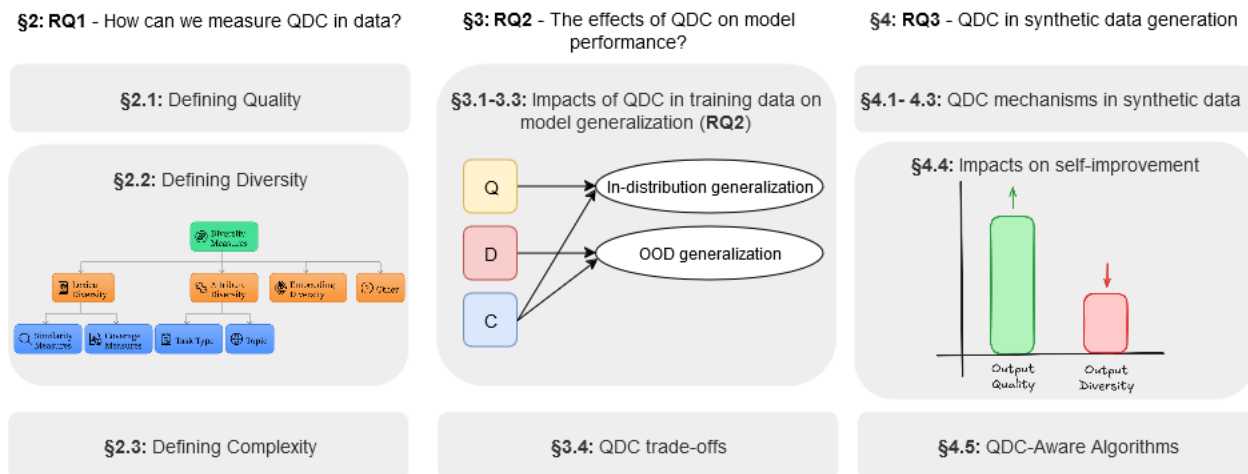 §2: RQ1 - How can we measure QDC in data?
§2.1: Defining Quality
§2.2: Defining Diversity
Diversity
Measures
Lexical
Diversity
Attribute
Diversity
Embedding
Diversity
Other
Similarity
Measures
Coverage
Measures
Task Type
Topic
§2.3: Defining Complexity
§3: RQ2 - The effects of QDC on model
performance?
§3.1-3.3: Impacts of QDC in training data on
model generalization (RQ2)
Q
D
C
In-distribution generalization
OOD generalization
§3.4: QDC trade-offs
§4: RQ3 - QDC in synthetic data generation
§4.1- 4.3: QDC mechanisms in synthetic data
§4.4: Impacts on self-improvement
Output
Quality
Output
Diversity
§4.5: QDC-Aware Algorithms